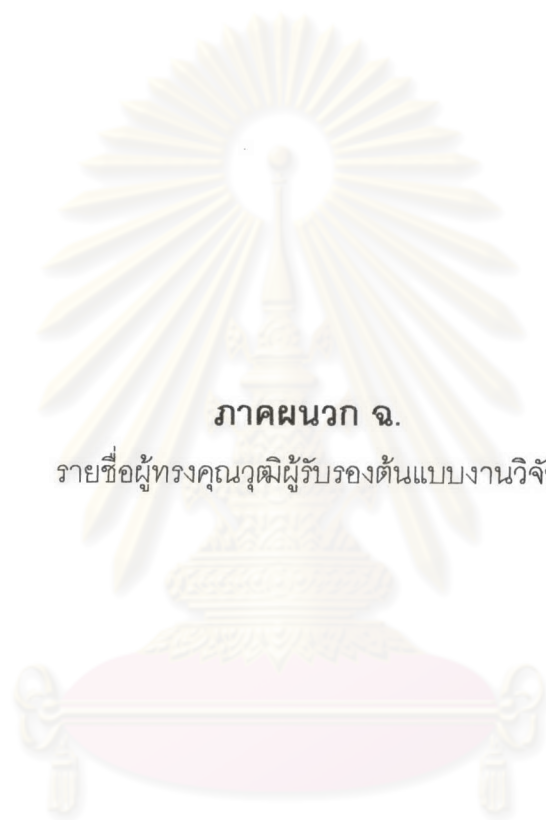 ภาคผนวก ฉ.
รายชื่อผู้ทรงคุณวุฒิผู้รับรองต้นแบบงานวิจั